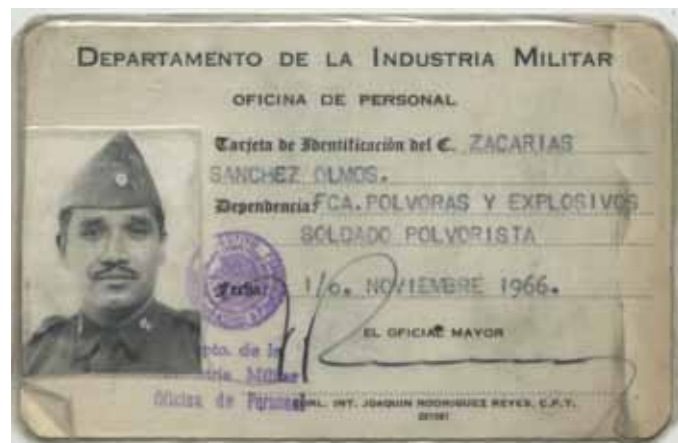 DEPARTAMENTO DE LA INDUSTRIA MILITAR
OFICINA DE PERSONAL
Tarjeta de Identificación del C. ZACARIAS
SANCHEZ OLMOS.
Dependencia: FCA. POLVORAS Y EXPLOSIVOS
SOLDADO POLVORISTA
Fecha: 1/o. NOVIEMBRE 1966.
EL OFICIAL MAYOR
pto. de la
Militar
Oficina de Personal
GRAL. INT. JOAQUIN RODRIGUEZ REYES. C.P.T.